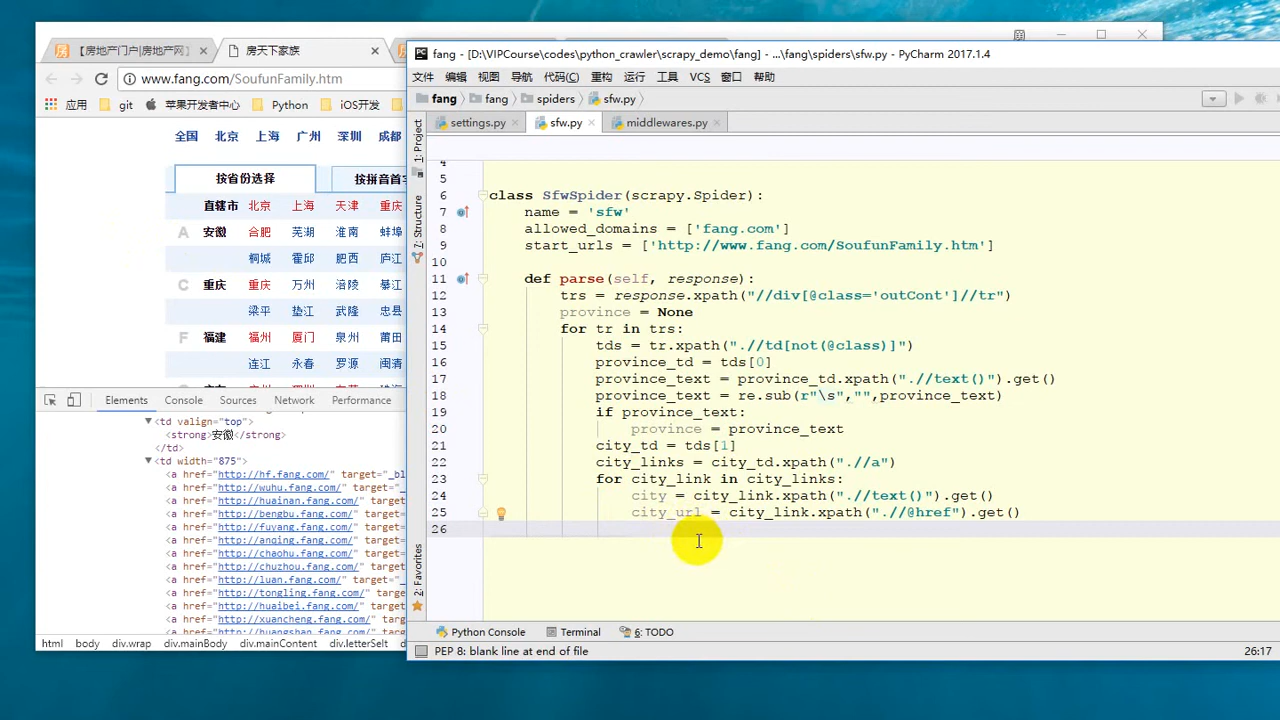 【房地产门户|房地产网】
房天下家族
www.fang.com/SoufunFamily.htm
应用 git 苹果开发者中心 Python iOS开发
全国 北京 上海 广州 深圳 成都
按省份选择 按拼音首字
直辖市 北京 上海 天津 重庆
A 安徽 合肥 芜湖 淮南 蚌埠
桐城 霍邱 肥西 庐江
C 重庆 重庆 万州 涪陵 綦江
梁平 垫江 武隆 忠县
F 福建 福州 厦门 泉州 莆田
连江 永春 罗源 闽清
Elements Console Sources Network Performance
<td valign="top">
<strong>安徽</strong>
</td>
<td width="875">
<a href="http://hf.fang.com/" target="_bl
<a href="http://wuhu.fang.com/" target="
<a href="http://huainan.fang.com/" target
<a href="http://bengbu.fang.com/" target=
<a href="http://fuyang.fang.com/" target=
<a href="http://anqing.fang.com/" target=
<a href="http://chaohu.fang.com/" target=
<a href="http://chuzhou.fang.com/" target
<a href="http://luan.fang.com/" target="_
<a href="http://tongling.fang.com/" targe
<a href="http://huaibei.fang.com/" target
<a href="http://xuancheng.fang.com/" targ
<a href="http://huangshan.fang.com/" targ
html body div.wrap div.mainBody div.mainContent div.letterSelt
fang - [D:\VIPCourse\codes\python_crawler\scrapy_demo\fang] - ...\fang\spiders\sfw.py - PyCharm 2017.1.4
文件 编辑 视图 导航 代码(C) 重构 运行 工具 VCS 窗口 帮助
fang fang spiders sfw.py
settings.py sfw.py middlewares.py
1: Project
7: Structure
2: Favorites
4
5
6 class SfwSpider(scrapy.Spider):
7 name = 'sfw'
8 allowed_domains = ['fang.com']
9 start_urls = ['http://www.fang.com/SoufunFamily.htm']
10
11 def parse(self, response):
12 trs = response.xpath("//div[@class='outCont']//tr")
13 province = None
14 for tr in trs:
15 tds = tr.xpath(".//td[not(@class)]")
16 province_td = tds[0]
17 province_text = province_td.xpath(".//text()").get()
18 province_text = re.sub(r"\s","",province_text)
19 if province_text:
20 province = province_text
21 city_td = tds[1]
22 city_links = city_td.xpath(".//a")
23 for city_link in city_links:
24 city = city_link.xpath(".//text()").get()
25 city_url = city_link.xpath(".//@href").get()
26
Python Console Terminal 6: TODO
PEP 8: blank line at end of file 26:17